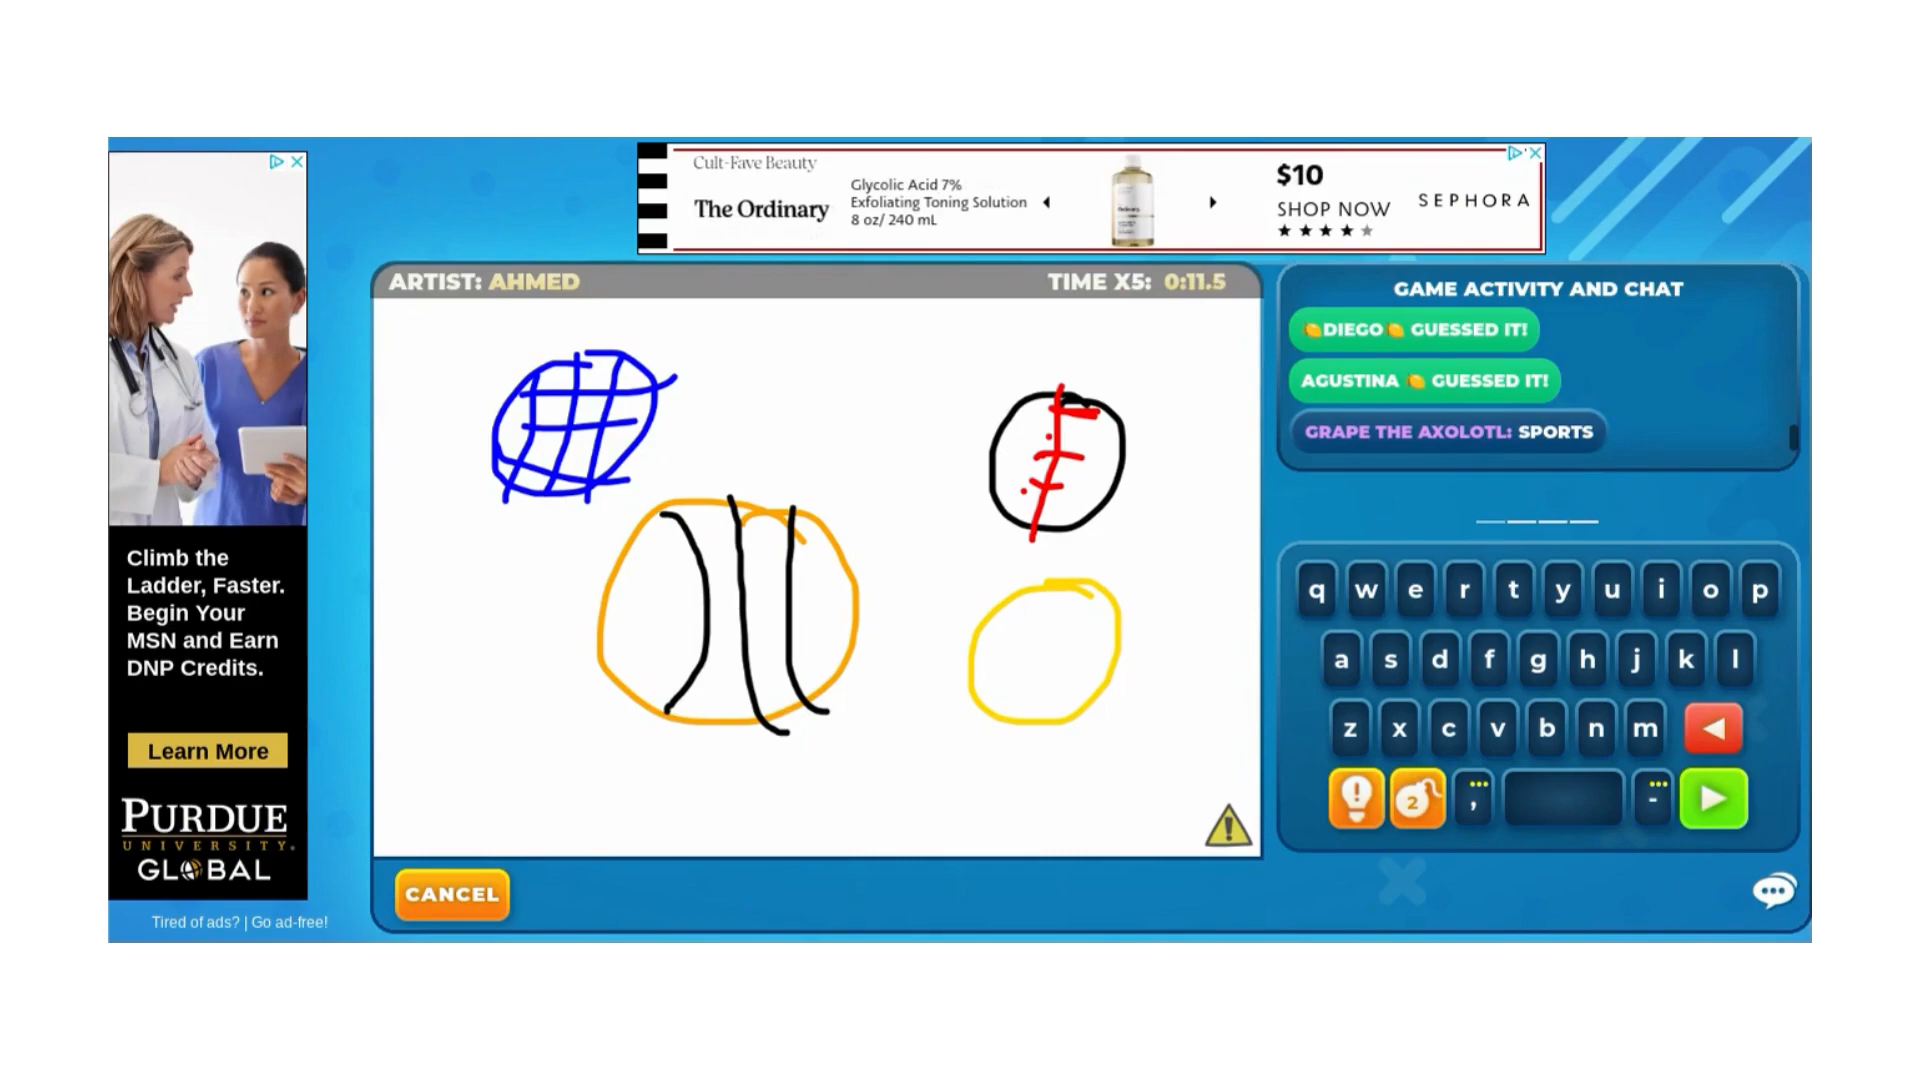 Cult-Fave Beauty
The Ordinary
Glycolic Acid 7%
Exfoliating Toning Solution
8 oz/ 240 mL
$10
SHOP NOW
SEPHORA
ARTIST: AHMED
TIME X5: 0:11.5
GAME ACTIVITY AND CHAT
DIEGO GUESSED IT!
AGUSTINA GUESSED IT!
GRAPE THE AXOLOTL: SPORTS
q w e r t y u i o p
a s d f g h j k l
z x c v b n m
2 , -
CANCEL
Climb the
Ladder, Faster.
Begin Your
MSN and Earn
DNP Credits.
Learn More
PURDUE
UNIVERSITY.
GLOBAL
Tired of ads? | Go ad-free!